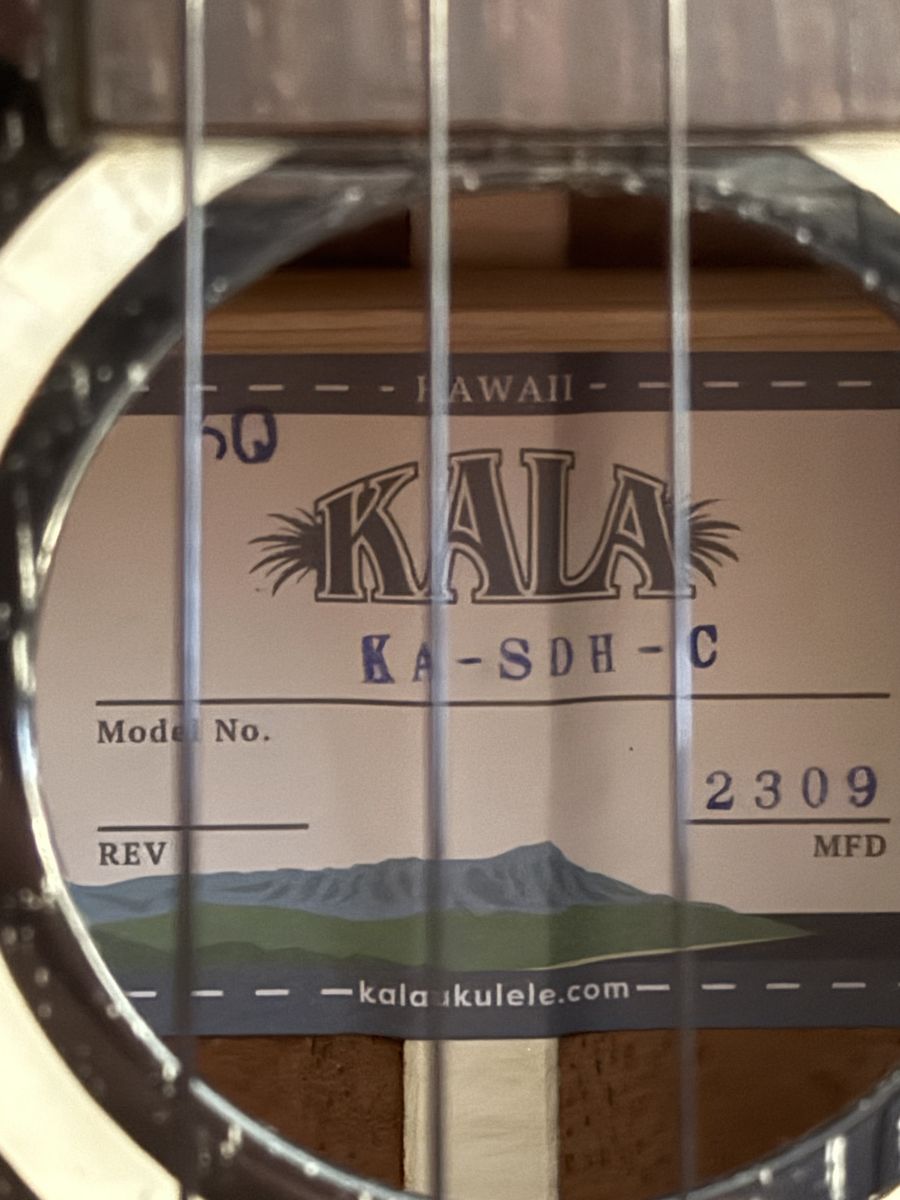 HAWAII
KALA
KA-SDH-C
Model No.
2309
REV
MFD
kalaukulele.com